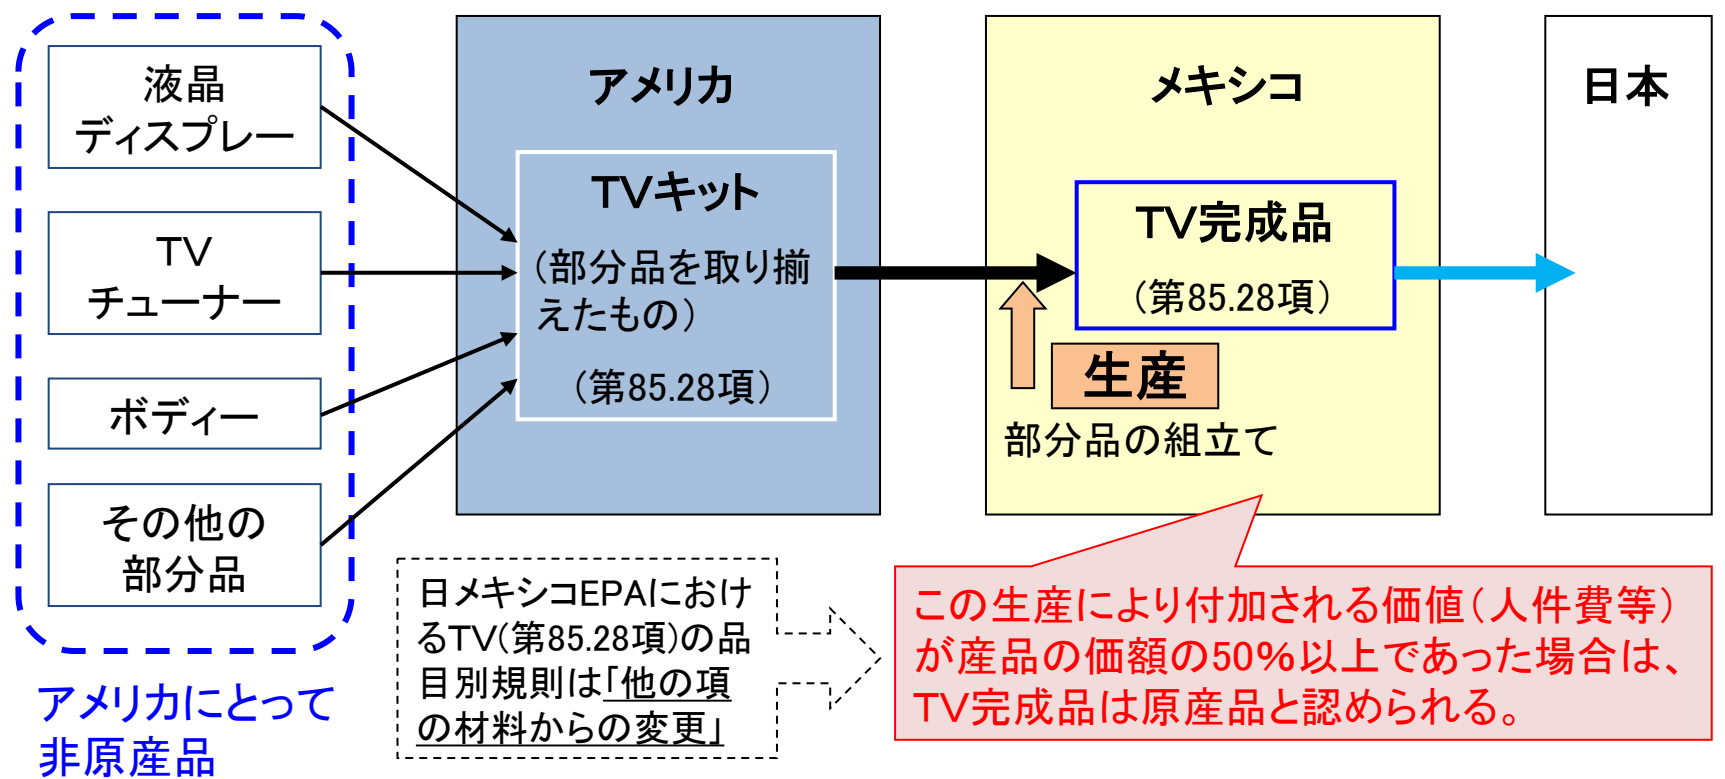 液晶
ディスプレー
TV
チューナー
ボディー
その他の
部分品
アメリカにとって
非原産品
アメリカ
TVキット
(部分品を取り揃
えたもの)
(第85.28項)
メキシコ
TV完成品
(第85.28項)
生産
部分品の組立て
日本
日メキシコEPAにおけ
るTV(第85.28項)の品
目別規則は「他の項
の材料からの変更」
この生産により付加される価値(人件費等)
が産品の価額の50%以上であった場合は、
TV完成品は原産品と認められる。